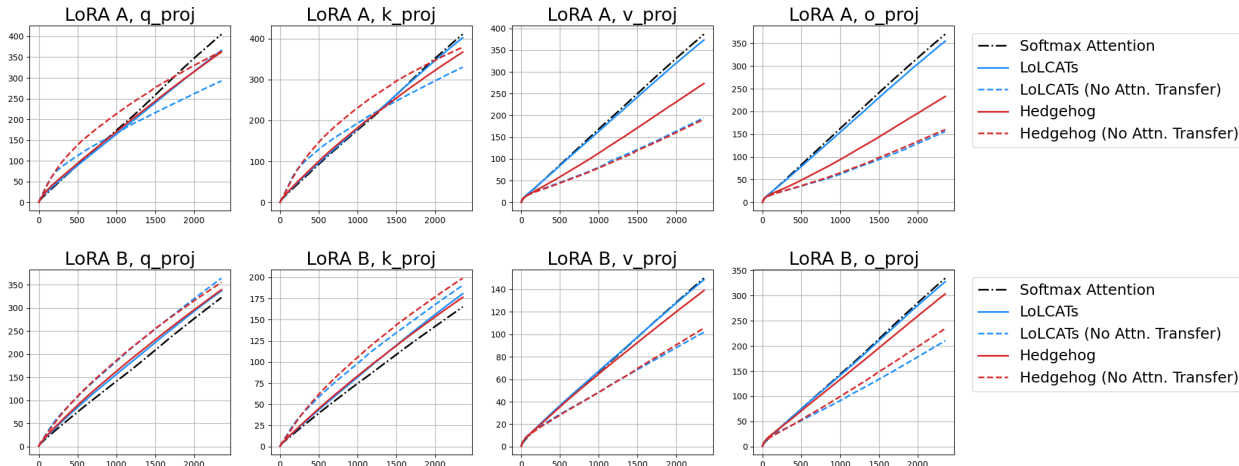 LoRA A, q_proj
400
350
300
250
200
150
100
50
0
0 500 1000 1500 2000
LoRA A, k_proj
400
300
200
100
0
0 500 1000 1500 2000
LoRA A, v_proj
400
350
300
250
200
150
100
50
0
0 500 1000 1500 2000
LoRA A, o_proj
350
300
250
200
150
100
50
0
0 500 1000 1500 2000
Softmax Attention
LoLCATs
LoLCATs (No Attn. Transfer)
Hedgehog
Hedgehog (No Attn. Transfer)
LoRA B, q_proj
350
300
250
200
150
100
50
0
0 500 1000 1500 2000
LoRA B, k_proj
200
175
150
125
100
75
50
25
0
0 500 1000 1500 2000
LoRA B, v_proj
140
120
100
80
60
40
20
0
0 500 1000 1500 2000
LoRA B, o_proj
350
300
250
200
150
100
50
0
0 500 1000 1500 2000
Softmax Attention
LoLCATs
LoLCATs (No Attn. Transfer)
Hedgehog
Hedgehog (No Attn. Transfer)